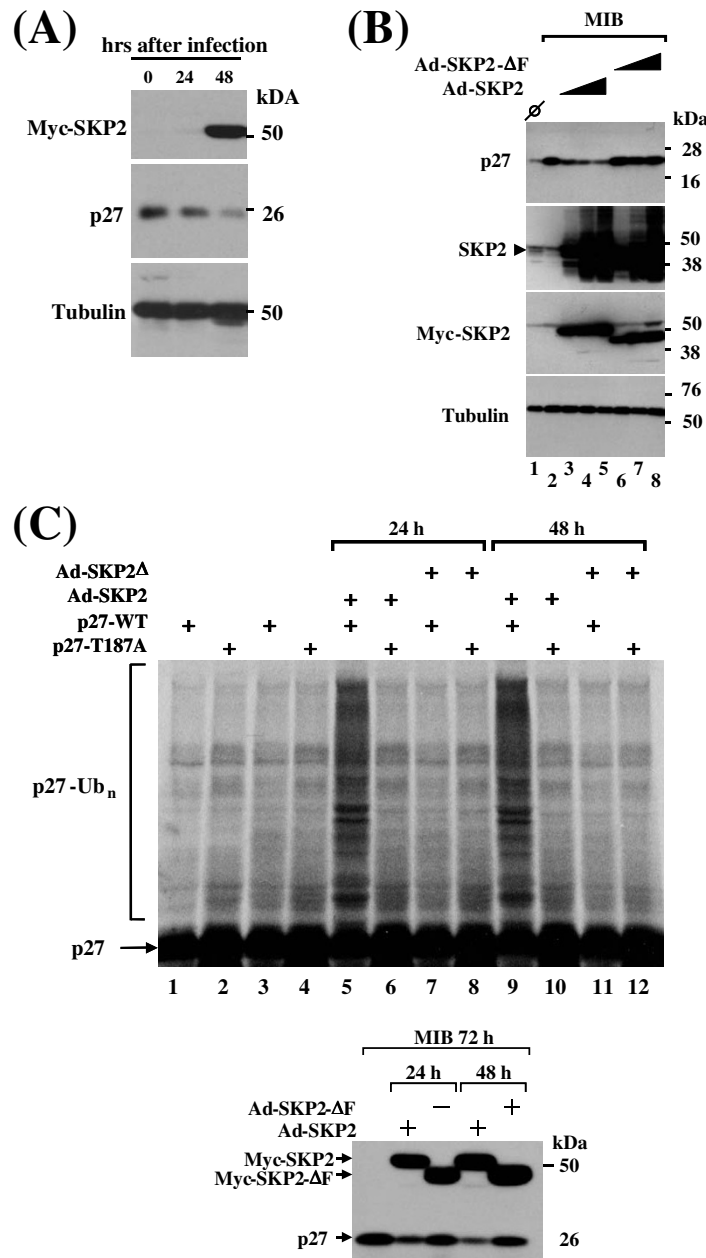 (A)
hrs after infection
0 24 48
kDA
Myc-SKP2
50
p27
26
Tubulin
50
(B)
MIB
Ad-SKP2-ΔF
Ad-SKP2
ø
kDa
p27
28
16
SKP2
50
38
Myc-SKP2
50
38
Tubulin
76
50
1 2 3 4 5 6 7 8
(C)
24 h 48 h
Ad-SKP2Δ + + + +
Ad-SKP2 + + + +
p27-WT + + + + + +
p27-T187A + + + + + +
p27-Ubn
p27
1 2 3 4 5 6 7 8 9 10 11 12
MIB 72 h
24 h 48 h
Ad-SKP2-ΔF − +
Ad-SKP2 + +
kDa
Myc-SKP2
50
Myc-SKP2-ΔF
p27
26